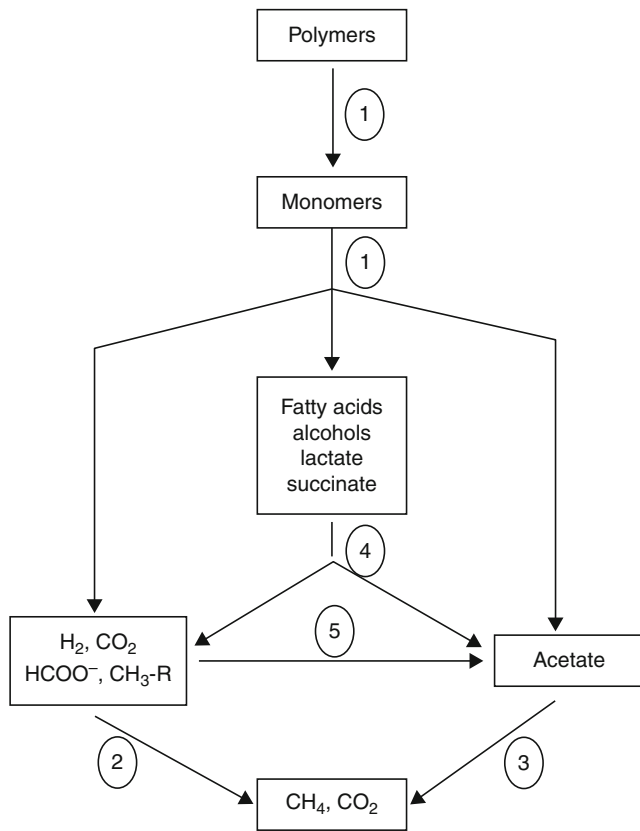 Polymers
1
Monomers
1
Fatty acids
alcohols
lactate
succinate
4
5
H₂, CO₂
HCOO⁻, CH₃-R
Acetate
2
3
CH₄, CO₂